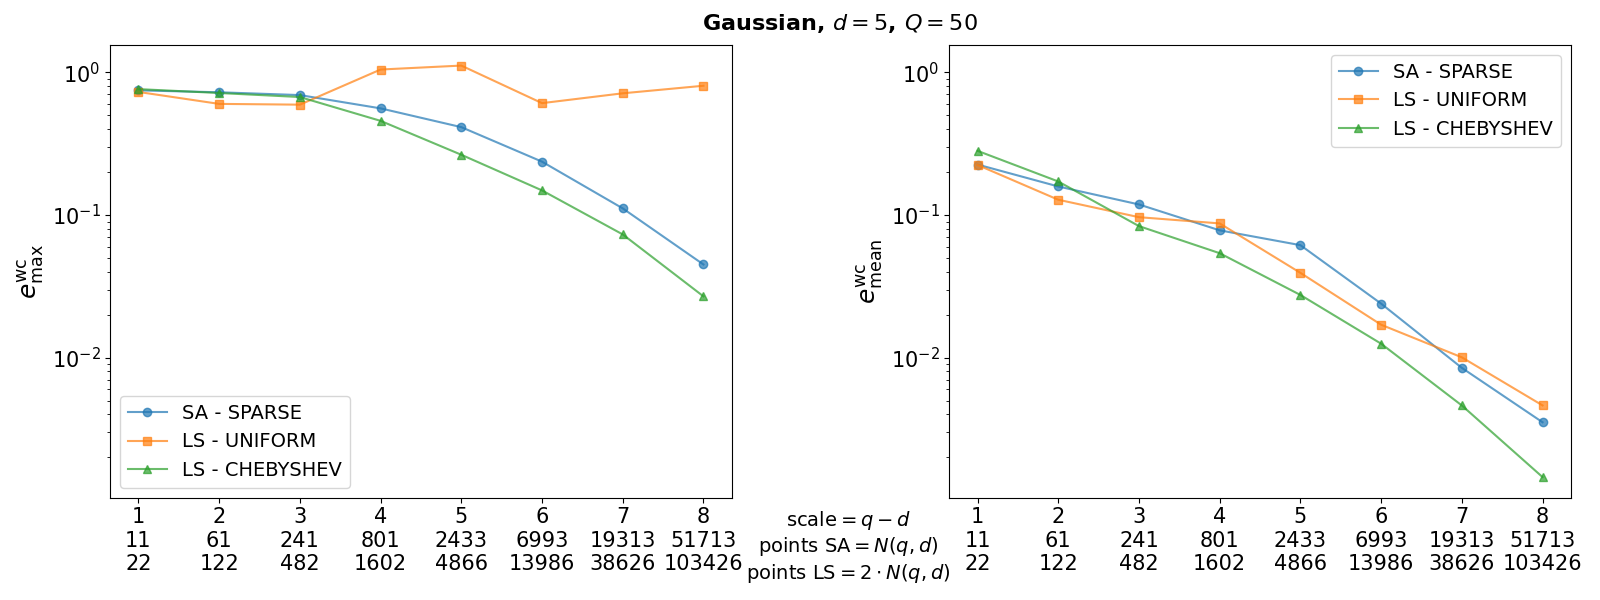 Gaussian, d = 5, Q = 50
e^wc_max
10^0
10^-1
10^-2
SA - SPARSE
LS - UNIFORM
LS - CHEBYSHEV
1 2 3 4 5 6 7 8
11 61 241 801 2433 6993 19313 51713
22 122 482 1602 4866 13986 38626 103426
scale = q − d
points SA = N(q, d)
points LS = 2 · N(q, d)
e^wc_mean
10^0
10^-1
10^-2
SA - SPARSE
LS - UNIFORM
LS - CHEBYSHEV
1 2 3 4 5 6 7 8
11 61 241 801 2433 6993 19313 51713
22 122 482 1602 4866 13986 38626 103426